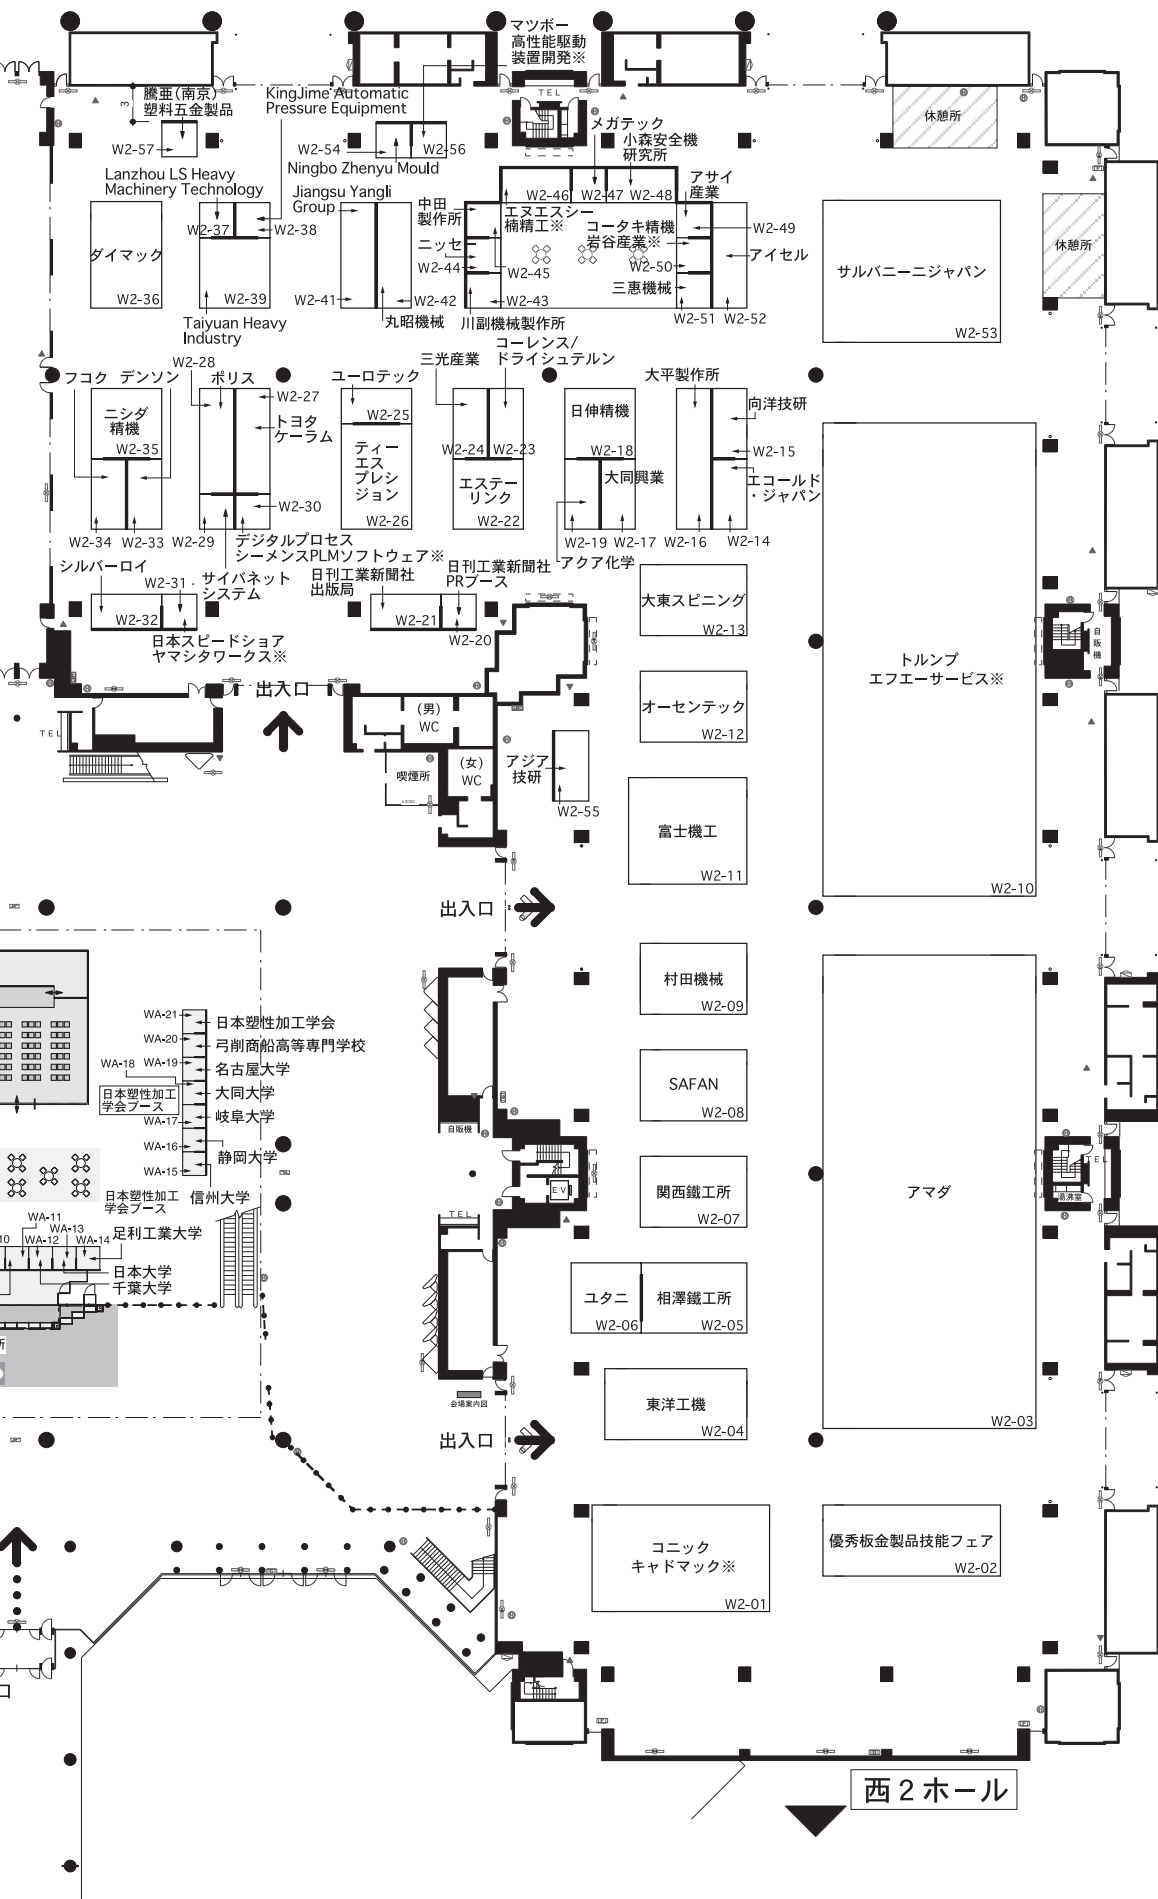 マツボー
高性能駆動
装置開発※
TEL
3
騰亜(南京)
塑料五金製品
W2-57
KingJime Automatic
Pressure Equipment
W2-54
W2-56
Ningbo Zhenyu Mould
メガテック
小森安全機
研究所
休憩所
Lanzhou LS Heavy
Machinery Technology
Jiangsu Yangli
Group
中田
製作所
W2-46
W2-47
W2-48
アサイ
産業
エヌエスシー
楠精工※
コータキ精機
岩谷産業※
W2-37
W2-38
ニッセ
W2-44
W2-45
W2-49
アイセル
W2-50
三恵機械
ダイマック
W2-36
W2-39
W2-41
W2-42
W2-43
W2-51
W2-52
サルバニーニジャパン
W2-53
休憩所
Taiyuan Heavy
Industry
丸昭機械
川副機械製作所
W2-28
三光産業
コーレンス/
ドライシュテルン
フコク
デンソン
ポリス
ユーロテック
大平製作所
W2-27
ニシダ
精機
W2-35
トヨタ
ケーラム
W2-25
ティー
エス
プレシ
ジョン
W2-26
W2-24
W2-23
エステー
リンク
W2-22
日伸精機
W2-18
大同興業
向洋技研
W2-15
エコールド
・ジャパン
W2-30
W2-34
W2-33
W2-29
デジタルプロセス
シーメンスPLMソフトウェア※
W2-19
W2-17
W2-16
W2-14
アクア化学
シルバーロイ
W2-31
サイバネット
システム
日刊工業新聞社
出版局
日刊工業新聞社
PRブース
W2-32
W2-21
W2-20
日本スピードショア
ヤマシタワークス※
大東スピニング
W2-13
トルンプ
エフエーサービス※
W2-10
自
販
機
出入口
(男)
WC
TEL
(女)
WC
喫煙所
オーセンテック
W2-12
アジア
技研
W2-55
富士機工
W2-11
出入口
村田機械
W2-09
WA-21
日本塑性加工学会
WA-20
弓削商船高等専門学校
WA-19
名古屋大学
WA-18
大同大学
日本塑性加工
学会ブース
岐阜大学
WA-17
WA-16
静岡大学
WA-15
信州大学
日本塑性加工
学会ブース
自販機
SAFAN
W2-08
EV
関西鐵工所
W2-07
アマダ
W2-03
TEL
湯沸室
TEL
WA-11
WA-13
10
WA-12
WA-14
足利工業大学
日本大学
千葉大学
所
ユタニ
W2-06
相澤鐵工所
W2-05
東洋工機
W2-04
会場案内図
出入口
コニック
キャドマック※
W2-01
優秀板金製品技能フェア
W2-02
口
西2ホール